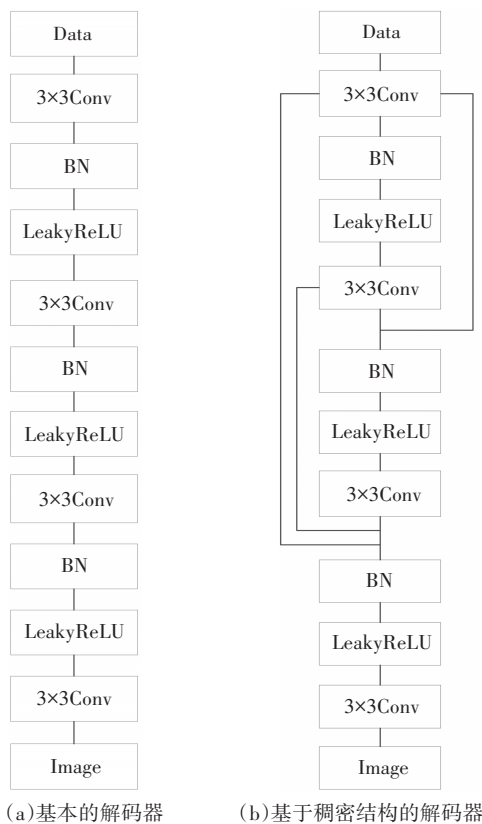 Data
3×3Conv
BN
LeakyReLU
3×3Conv
BN
LeakyReLU
3×3Conv
BN
LeakyReLU
3×3Conv
Image
(a)基本的解码器
Data
3×3Conv
BN
LeakyReLU
3×3Conv
BN
LeakyReLU
3×3Conv
BN
LeakyReLU
3×3Conv
Image
(b)基于稠密结构的解码器